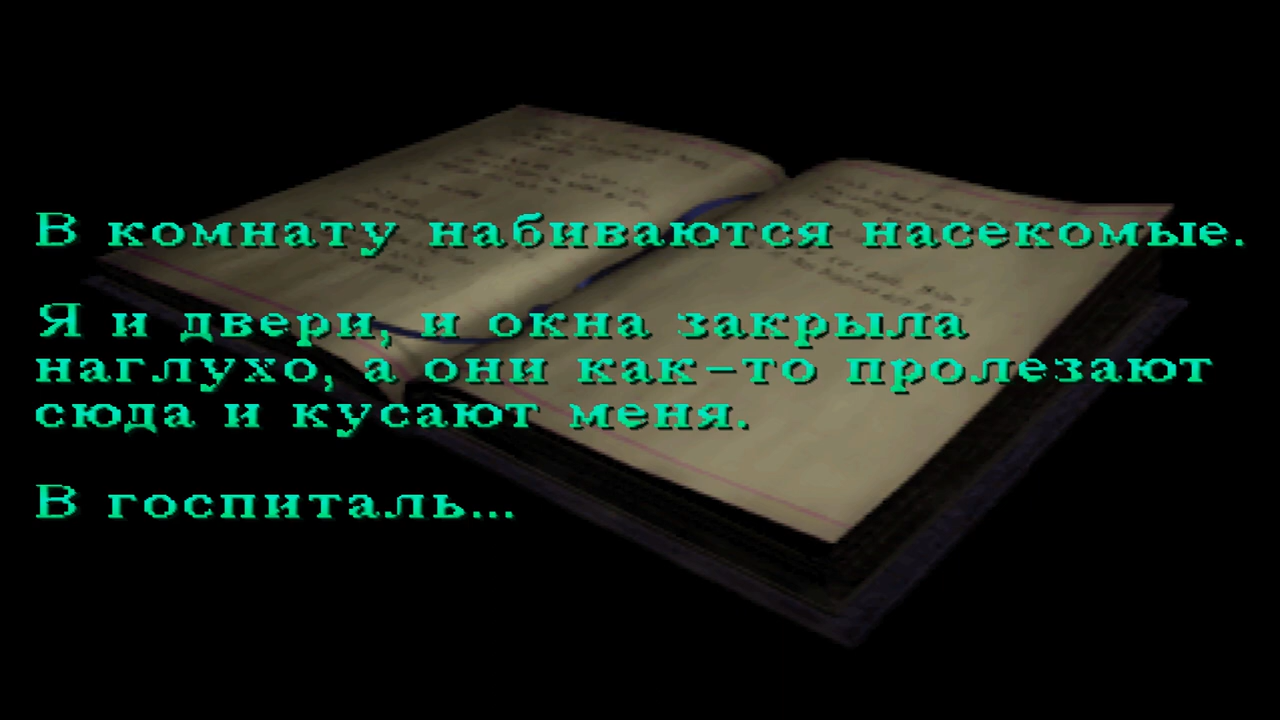 В комнату набиваются насекомые.
Я и двери, и окна закрыла
наглухо, а они как-то пролезают
сюда и кусают меня.
В госпиталь...